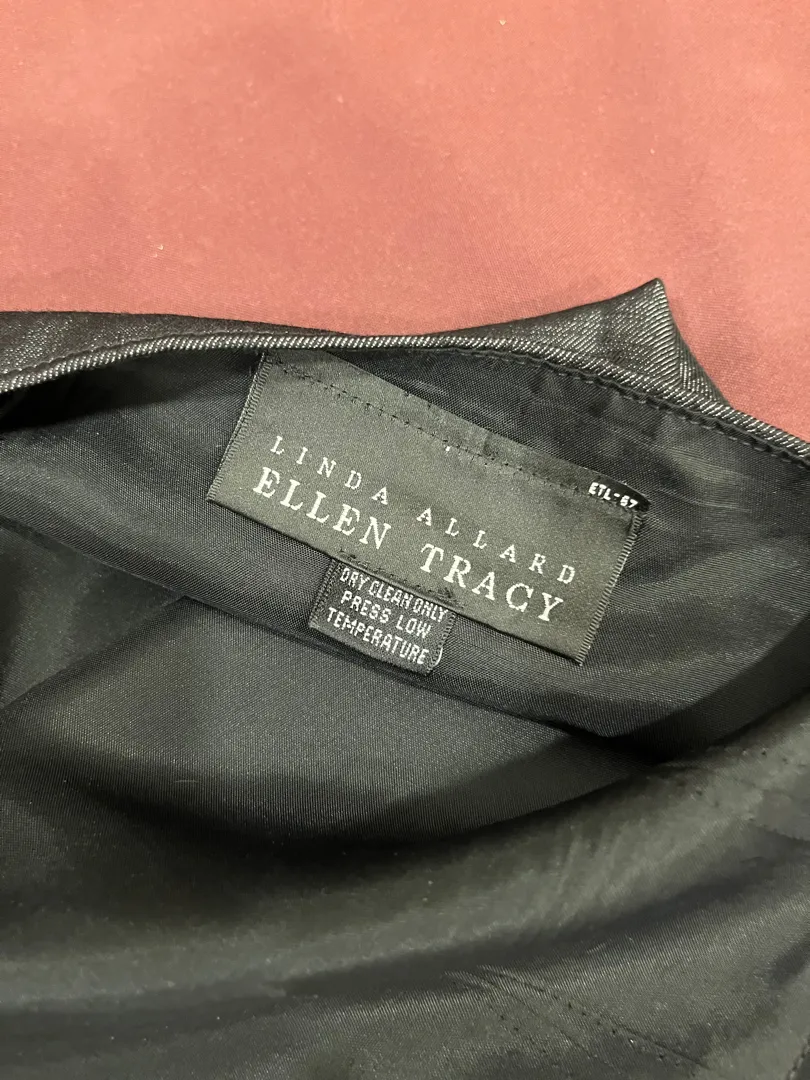 ETL-67
LINDA ALLARD
ELLEN TRACY
DRY CLEAN ONLY
PRESS LOW
TEMPERATURE